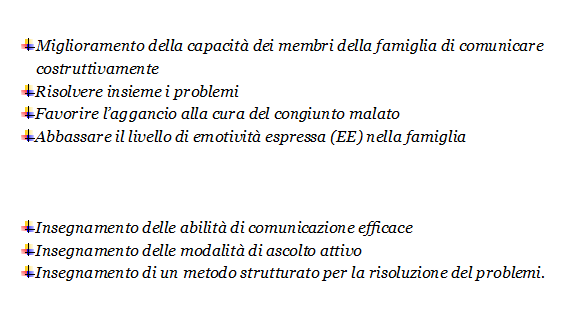 Miglioramento della capacità dei membri della famiglia di comunicare
costruttivamente
Risolvere insieme i problemi
Favorire l'aggancio alla cura del congiunto malato
Abbassare il livello di emotività espressa (EE) nella famiglia
Insegnamento delle abilità di comunicazione efficace
Insegnamento delle modalità di ascolto attivo
Insegnamento di un metodo strutturato per la risoluzione del problemi.